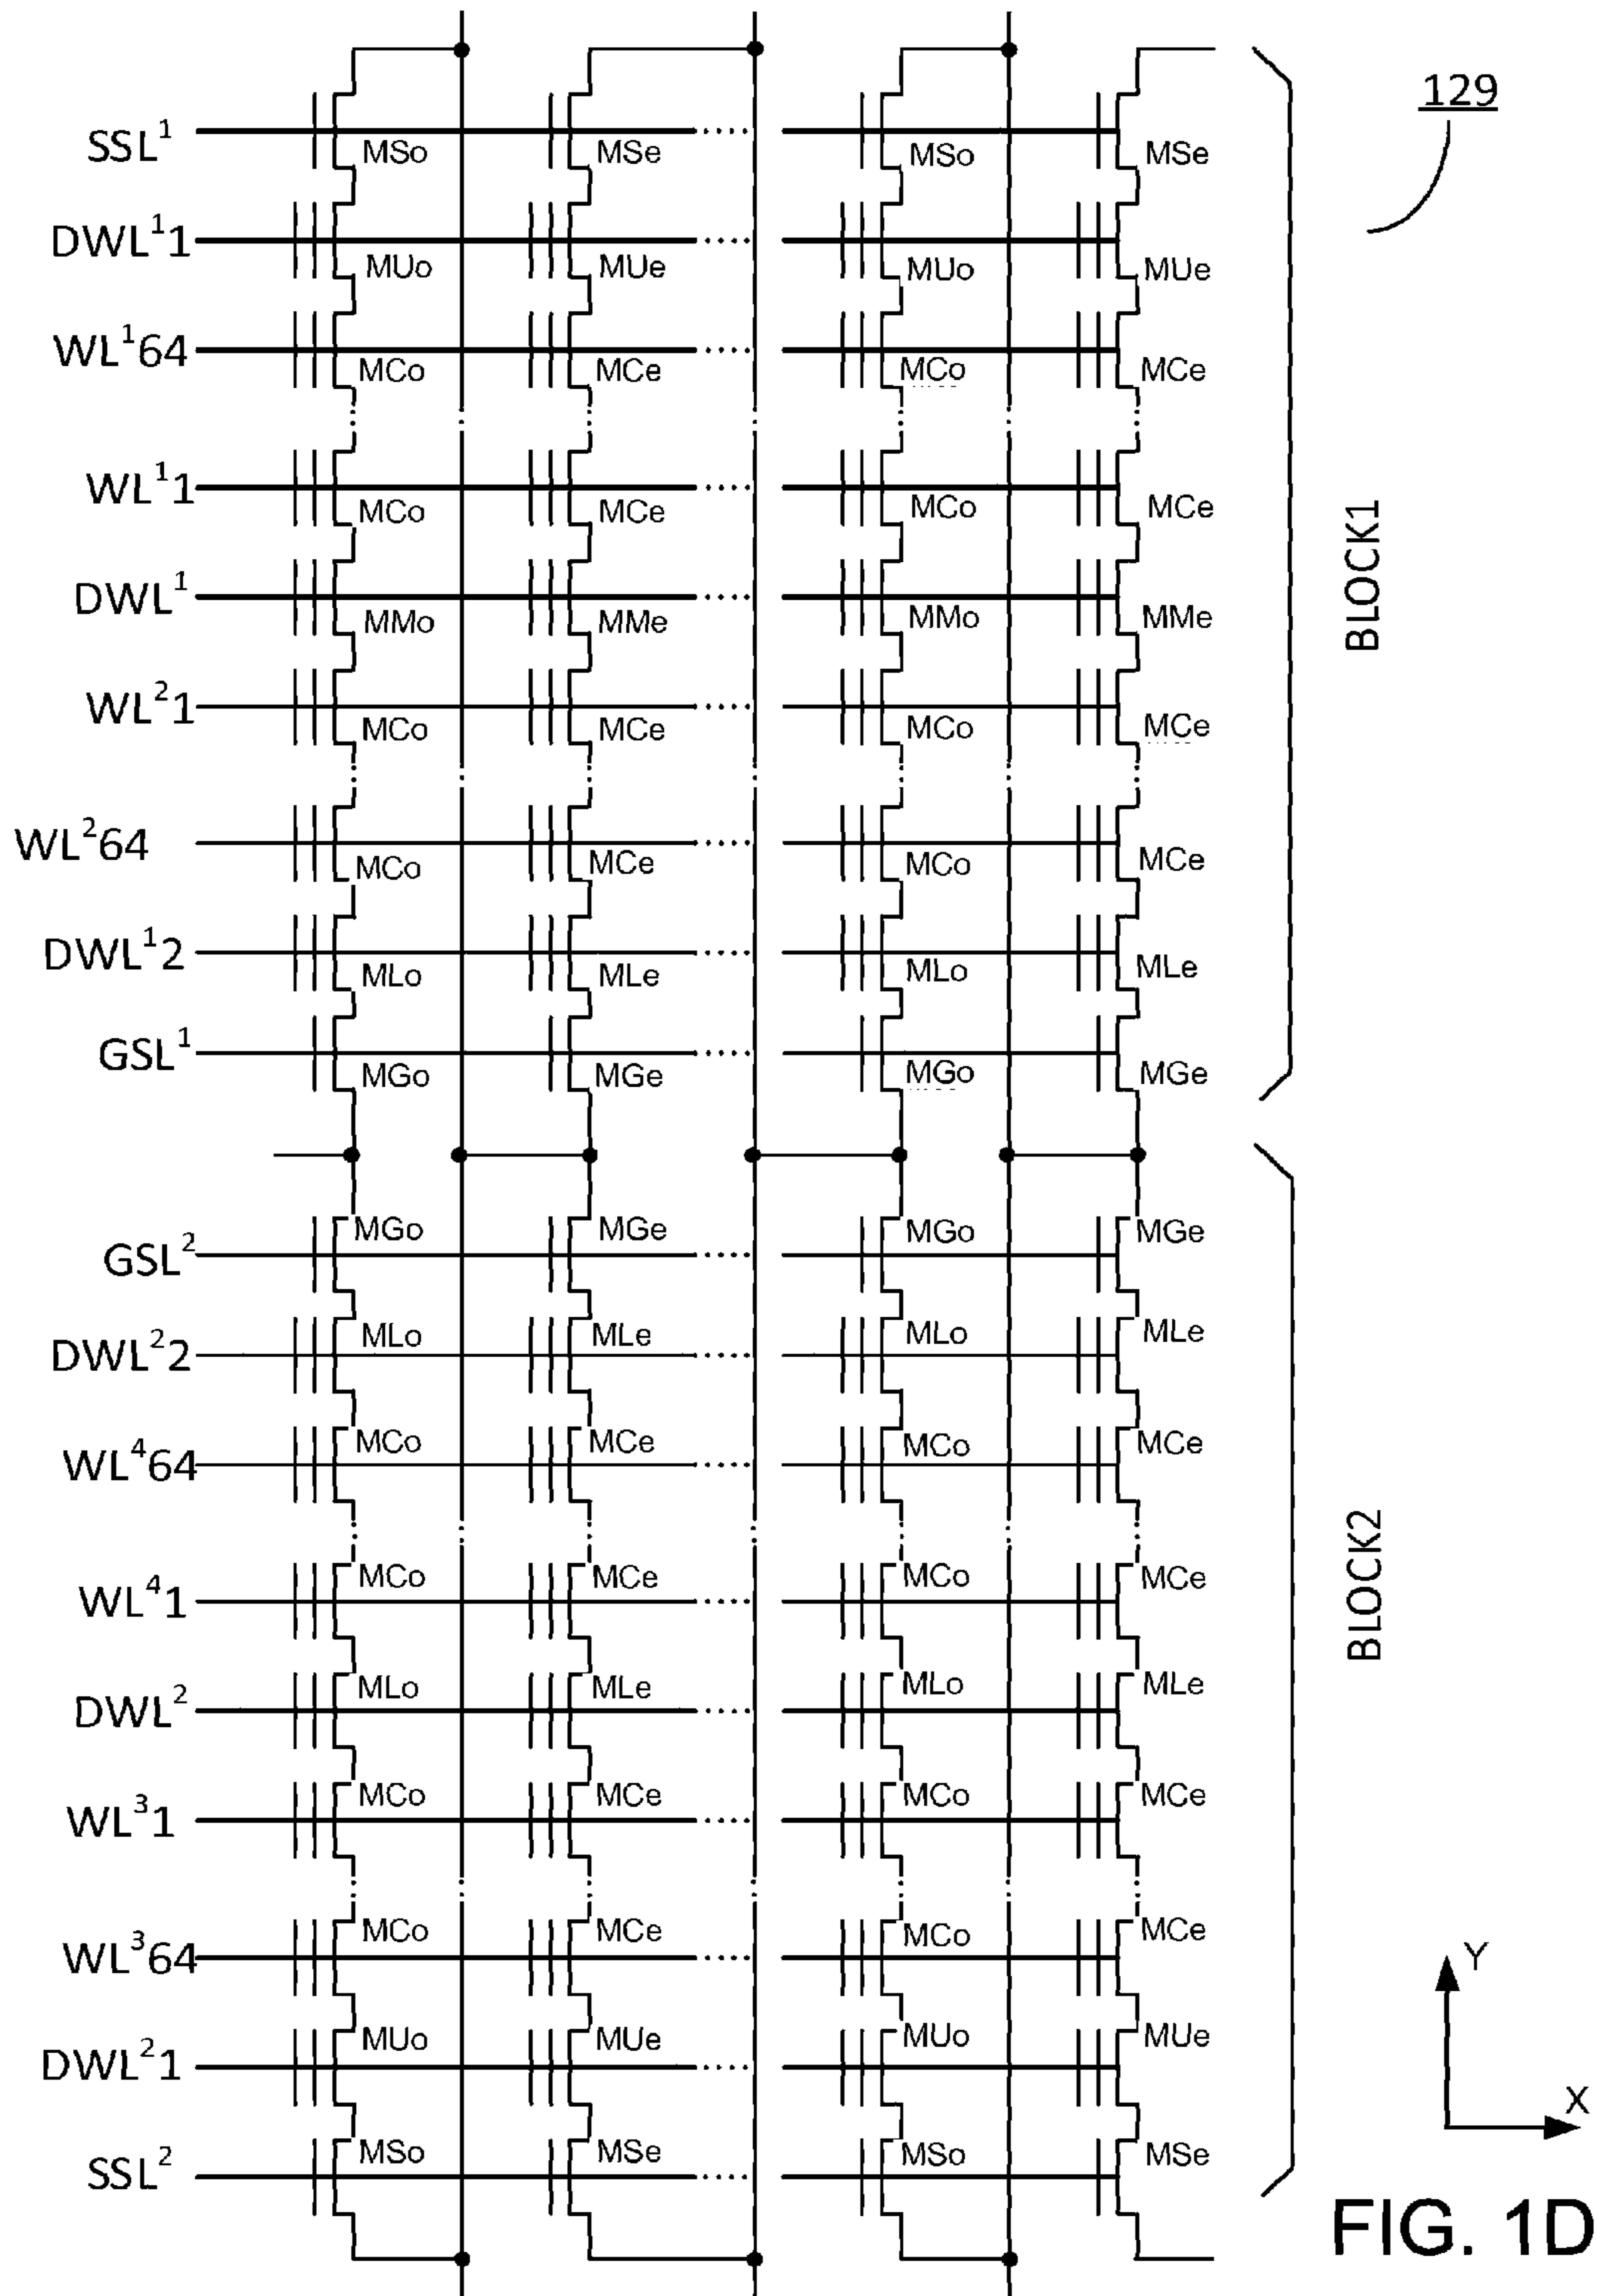 129
SSL¹ MSo MSe MSo MSe
DWL¹1 MUo MUe MUo MUe
WL¹64 MCo MCe MCo MCe
WL¹1 MCo MCe MCo MCe
DWL¹ MMo MMe MMo MMe
WL²1 MCo MCe MCo MCe
WL²64 MCo MCe MCo MCe
DWL¹2 MLo MLe MLo MLe
GSL¹ MGo MGe MGo MGe
BLOCK1
GSL² MGo MGe MGo MGe
DWL²2 MLo MLe MLo MLe
WL⁴64 MCo MCe MCo MCe
WL⁴1 MCo MCe MCo MCe
DWL² MLo MLe MLo MLe
WL³1 MCo MCe MCo MCe
WL³64 MCo MCe MCo MCe
DWL²1 MUo MUe MUo MUe
SSL² MSo MSe MSo MSe
BLOCK2
Y
X
FIG. 1D